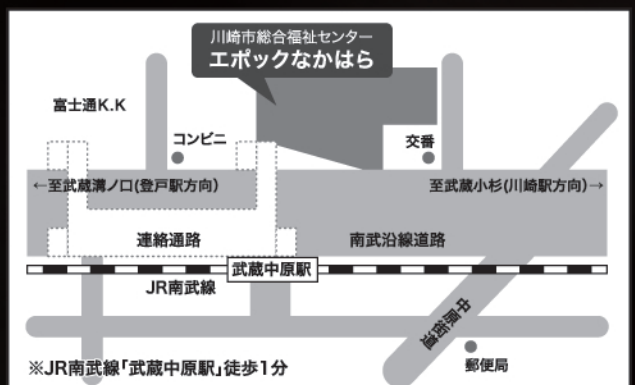 川崎市総合福祉センター
エポックなかはら
富士通K.K
コンビニ
交番
←至武蔵溝ノ口(登戸駅方向)
至武蔵小杉(川崎駅方向)→
連絡通路
南武沿線道路
武蔵中原駅
JR南武線
中原街道
郵便局
※JR南武線「武蔵中原駅」徒歩1分